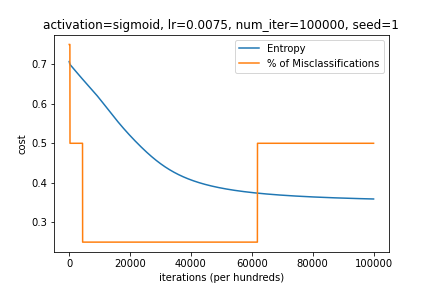 activation=sigmoid, lr=0.0075, num_iter=100000, seed=1
Entropy
% of Misclassifications
cost
0.7
0.6
0.5
0.4
0.3
0
20000
40000
60000
80000
100000
iterations (per hundreds)